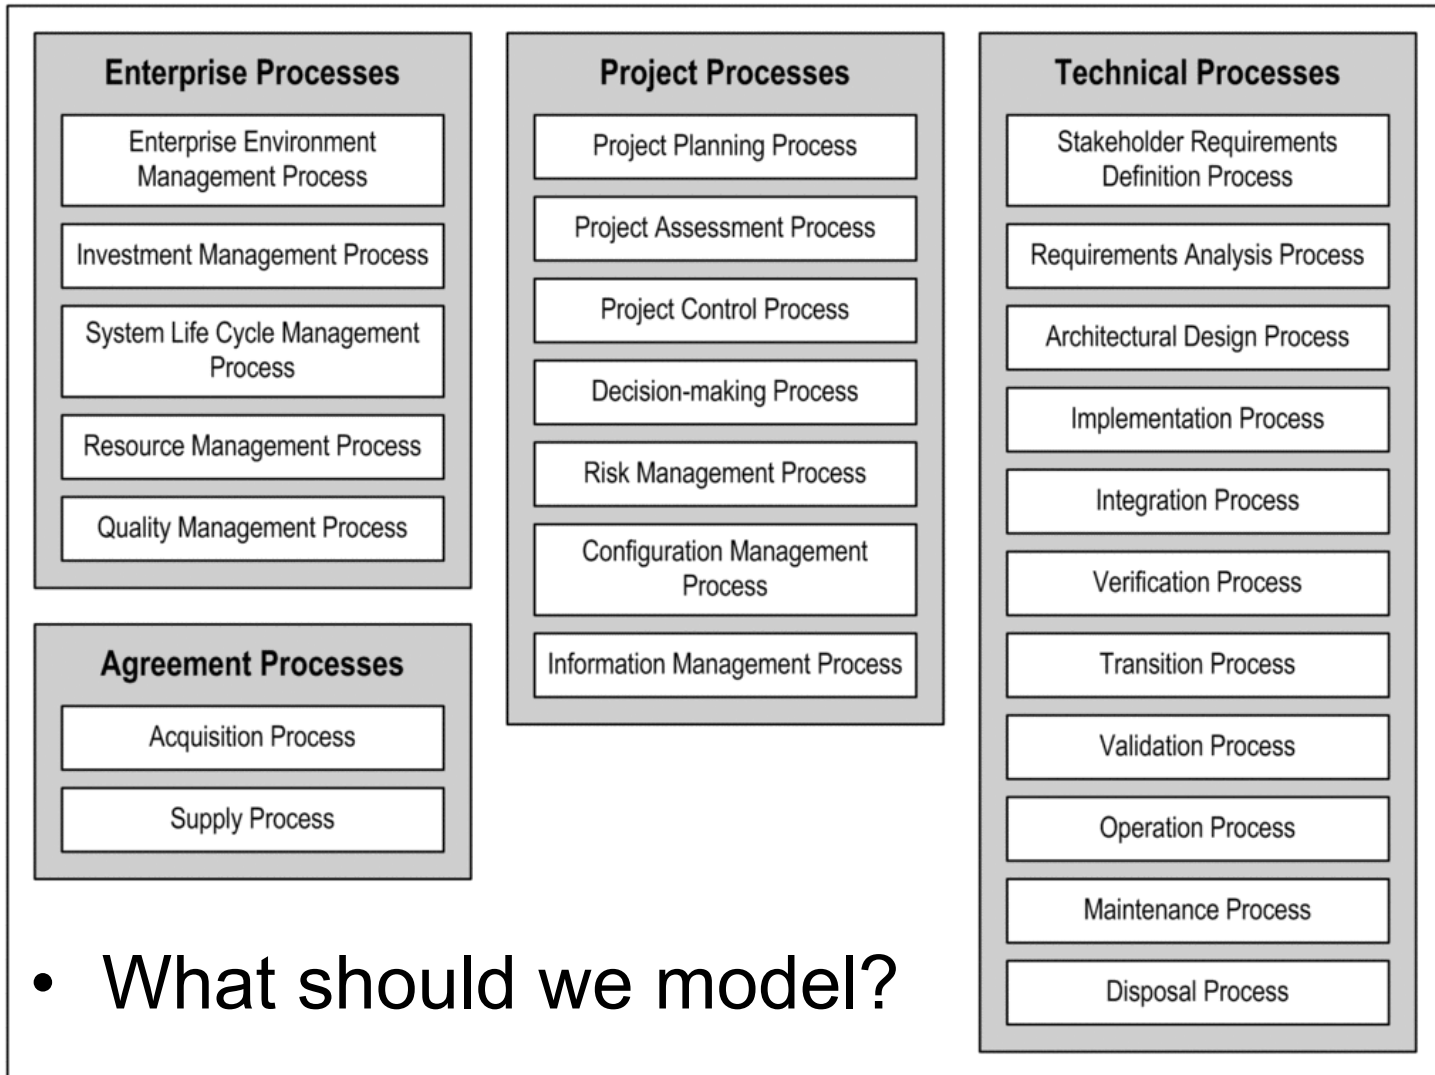 Enterprise Processes
Enterprise Environment
Management Process
Investment Management Process
System Life Cycle Management
Process
Resource Management Process
Quality Management Process
Agreement Processes
Acquisition Process
Supply Process
Project Processes
Project Planning Process
Project Assessment Process
Project Control Process
Decision-making Process
Risk Management Process
Configuration Management
Process
Information Management Process
Technical Processes
Stakeholder Requirements
Definition Process
Requirements Analysis Process
Architectural Design Process
Implementation Process
Integration Process
Verification Process
Transition Process
Validation Process
Operation Process
Maintenance Process
Disposal Process
• What should we model?